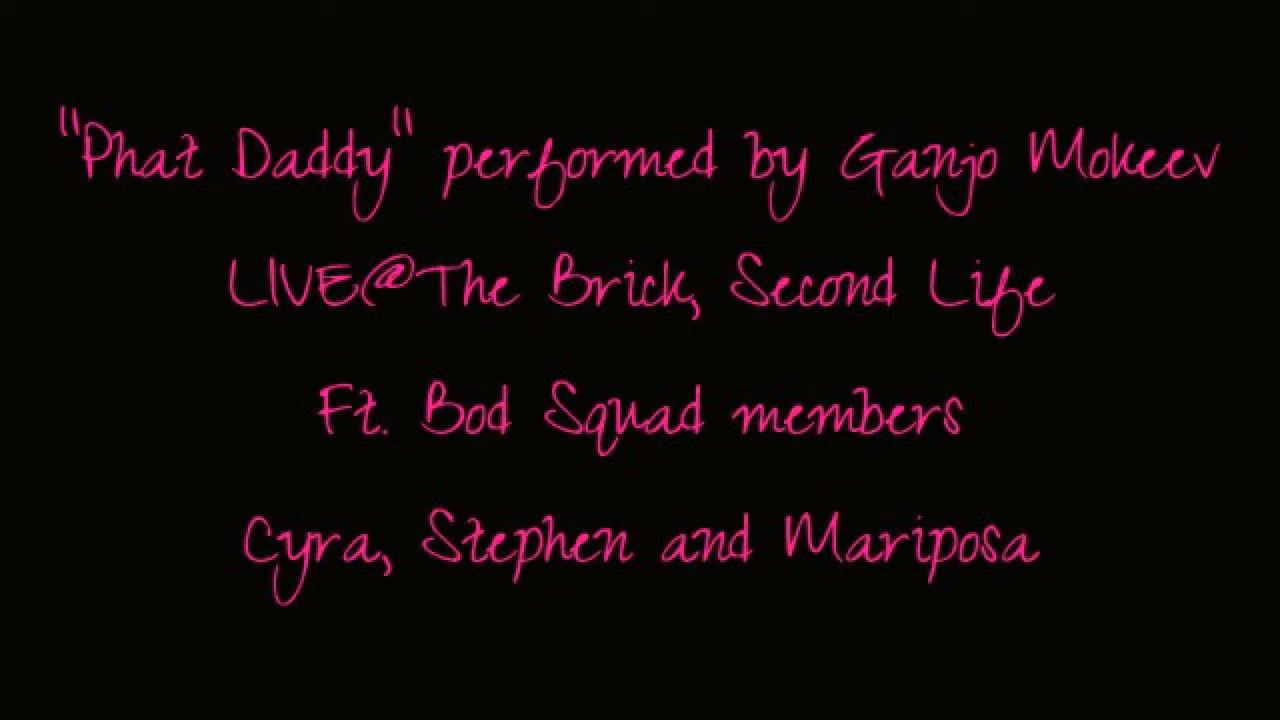 "Phat Daddy" performed by Ganjo Mokeev
LIVE@The Brick, Second Life
Ft. Bod Squad members
Cyra, Stephen and Mariposa